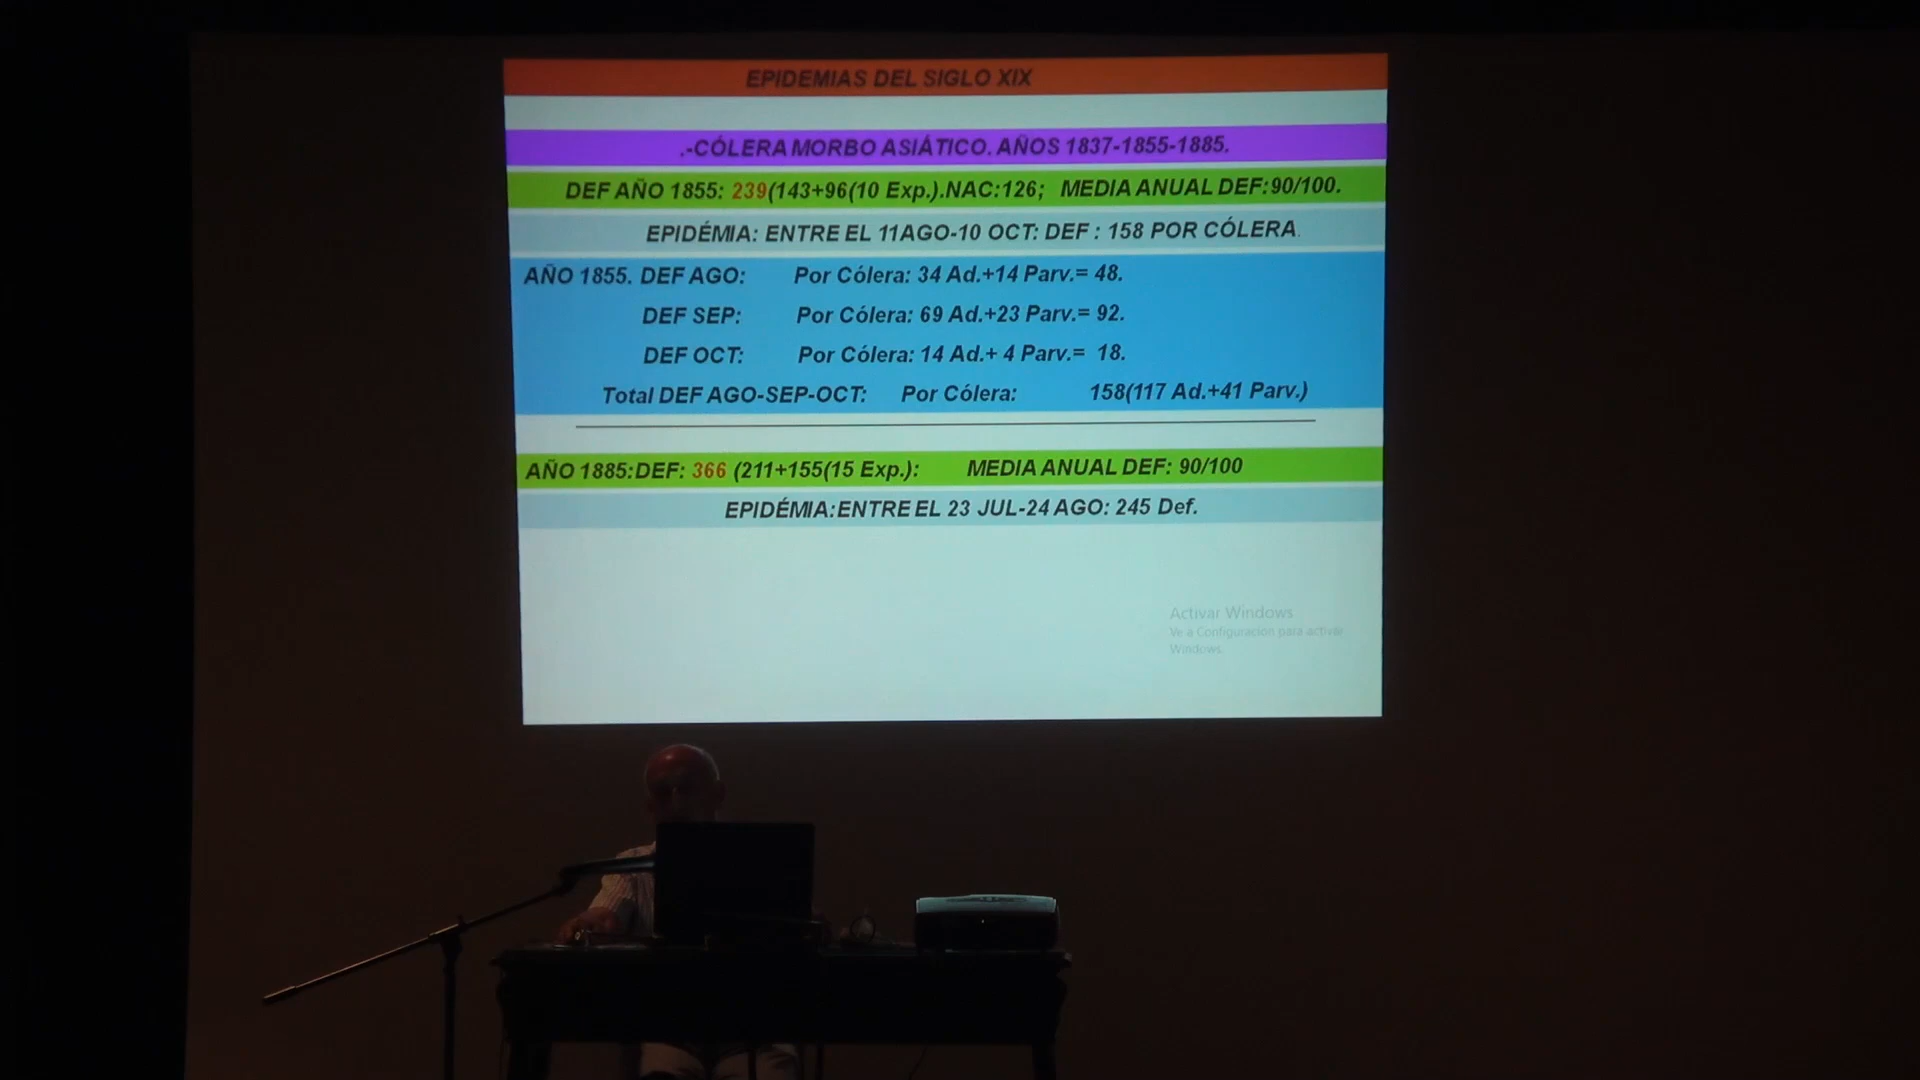 EPIDEMIAS DEL SIGLO XIX
.-CÓLERA MORBO ASIÁTICO. AÑOS 1837-1855-1885.
DEF AÑO 1855: 239(143+96(10 Exp.).NAC:126; MEDIA ANUAL DEF:90/100.
EPIDÉMIA: ENTRE EL 11AGO-10 OCT: DEF : 158 POR CÓLERA.
AÑO 1855. DEF AGO: Por Cólera: 34 Ad.+14 Parv.= 48.
DEF SEP: Por Cólera: 69 Ad.+23 Parv.= 92.
DEF OCT: Por Cólera: 14 Ad.+ 4 Parv.= 18.
Total DEF AGO-SEP-OCT: Por Cólera: 158(117 Ad.+41 Parv.)
AÑO 1885:DEF: 366 (211+155(15 Exp.): MEDIA ANUAL DEF: 90/100
EPIDÉMIA:ENTRE EL 23 JUL-24 AGO: 245 Def.
Activar Windows
Ve a Configuración para activar
Windows.